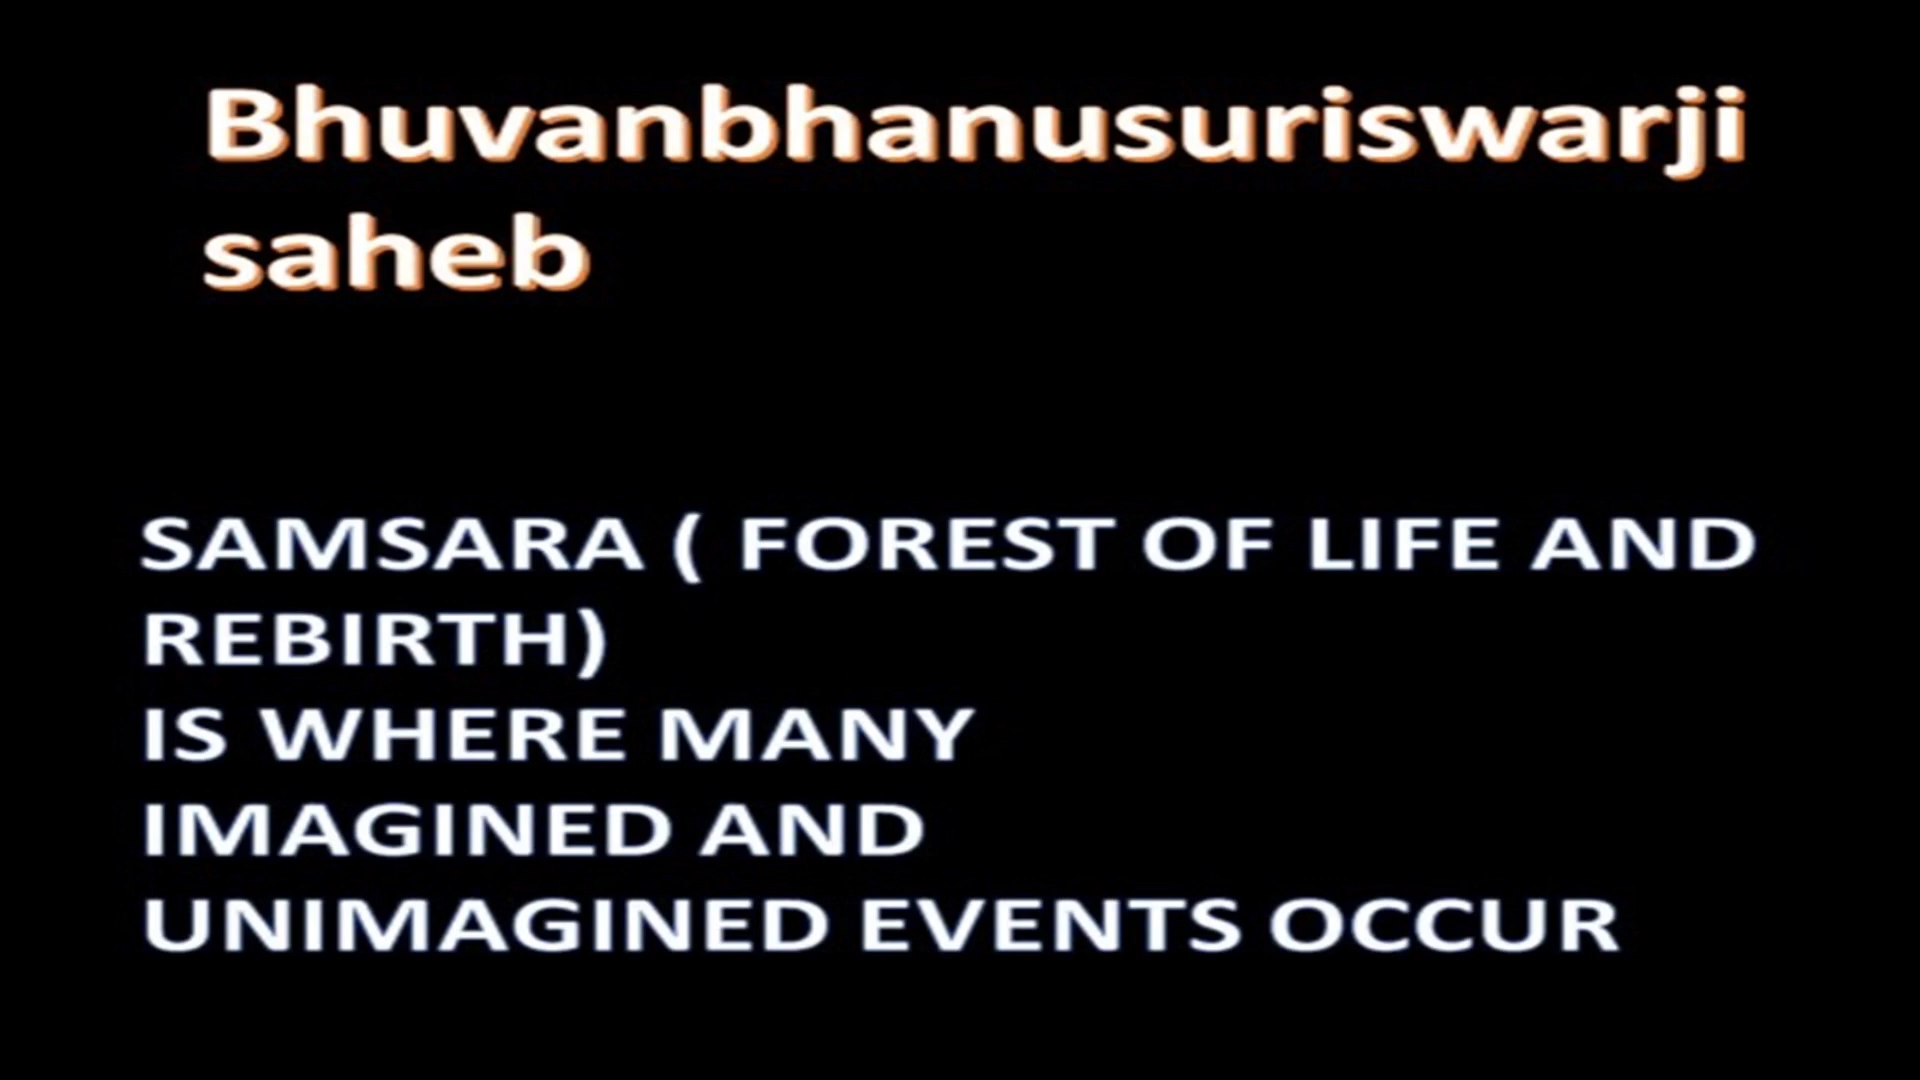 Bhuvanbhanusuriswarji
saheb
SAMSARA ( FOREST OF LIFE AND
REBIRTH)
IS WHERE MANY
IMAGINED AND
UNIMAGINED EVENTS OCCUR